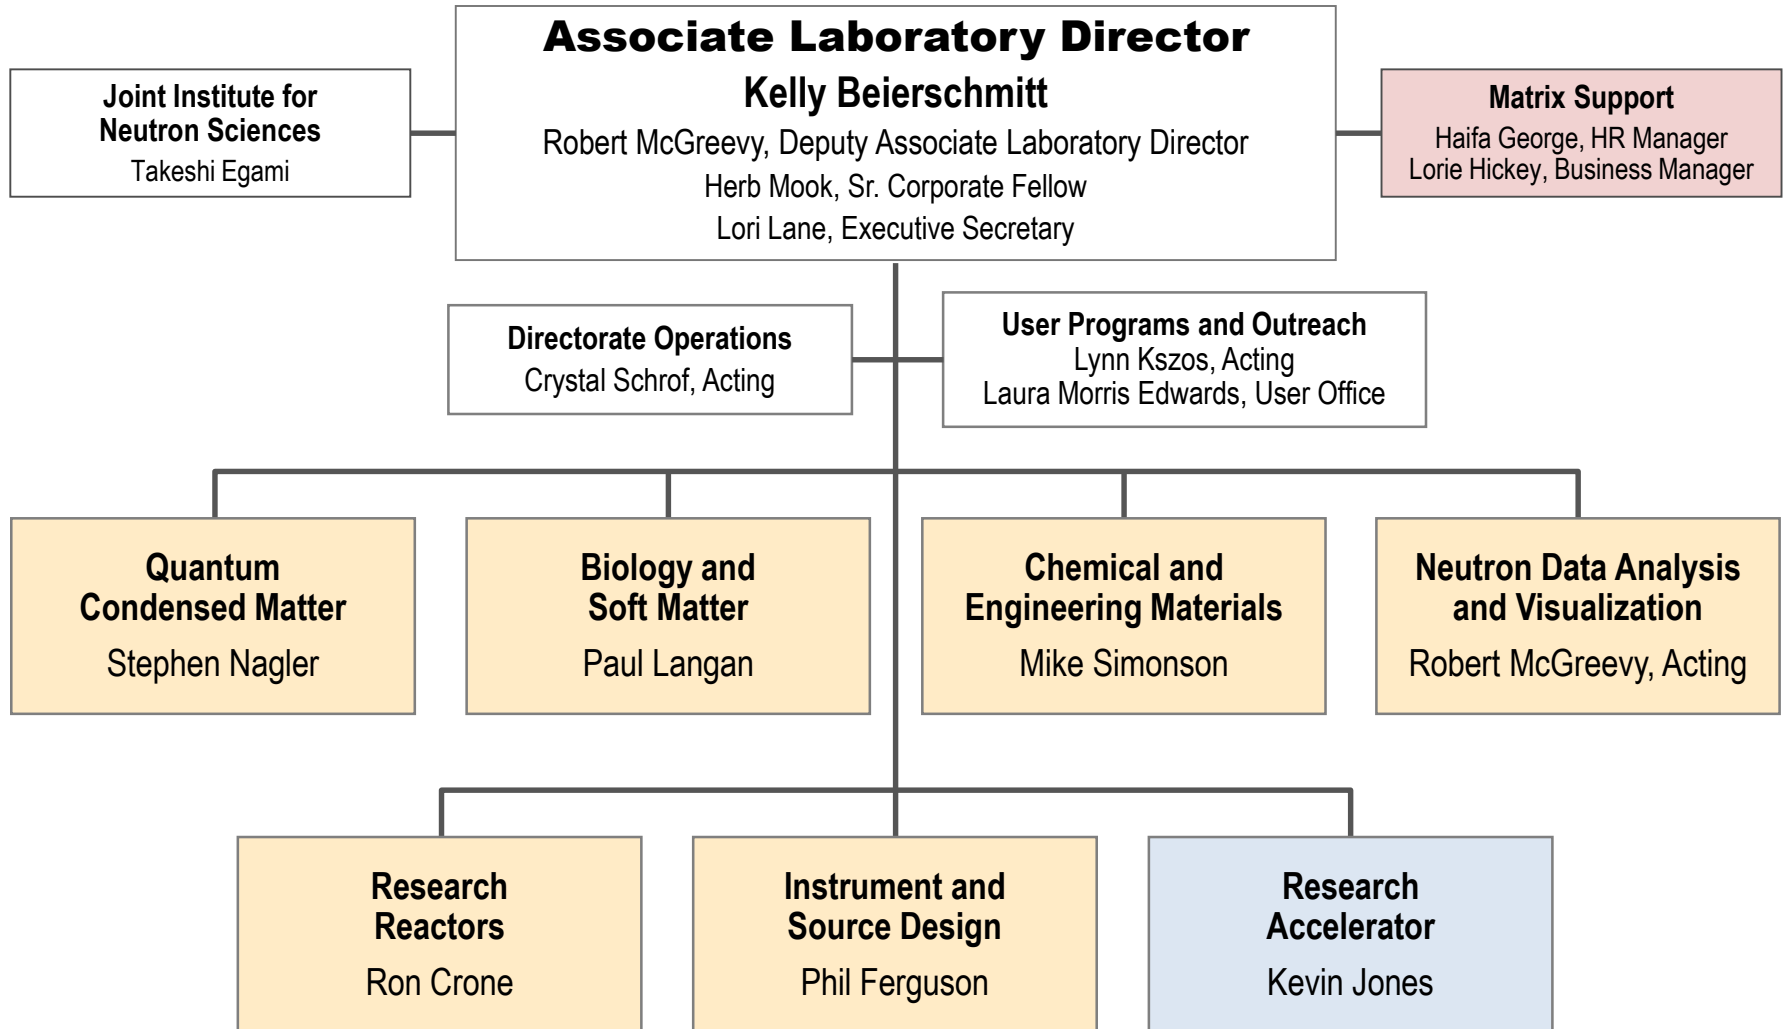 Associate Laboratory Director
Kelly Beierschmitt
Robert McGreevy, Deputy Associate Laboratory Director
Herb Mook, Sr. Corporate Fellow
Lori Lane, Executive Secretary
Joint Institute for
Neutron Sciences
Takeshi Egami
Matrix Support
Haifa George, HR Manager
Lorie Hickey, Business Manager
Directorate Operations
Crystal Schrof, Acting
User Programs and Outreach
Lynn Kszos, Acting
Laura Morris Edwards, User Office
Quantum
Condensed Matter
Stephen Nagler
Biology and
Soft Matter
Paul Langan
Chemical and
Engineering Materials
Mike Simonson
Neutron Data Analysis
and Visualization
Robert McGreevy, Acting
Research
Reactors
Ron Crone
Instrument and
Source Design
Phil Ferguson
Research
Accelerator
Kevin Jones